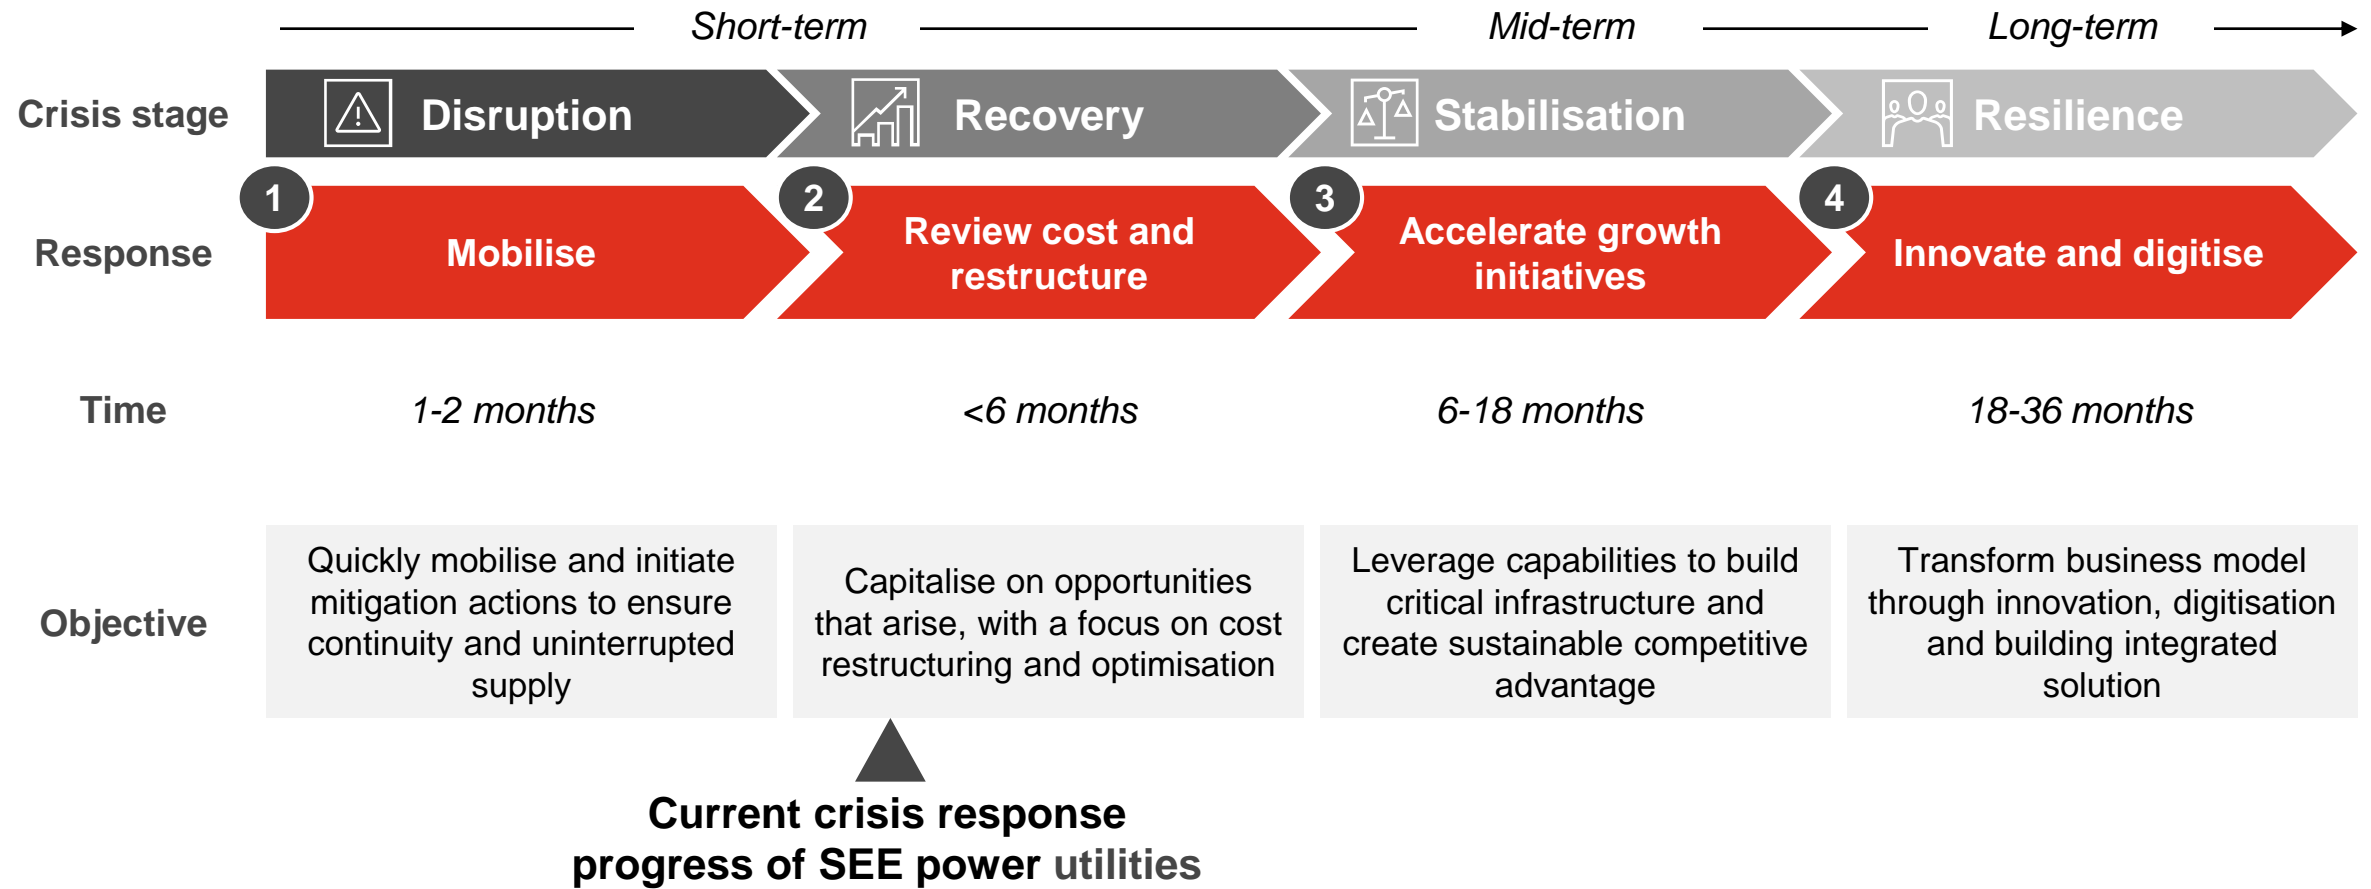 Short-term
Mid-term
Long-term
Crisis stage
Disruption
Recovery
Stabilisation
Resilience
Response
1
Mobilise
2
Review cost and
restructure
3
Accelerate growth
initiatives
4
Innovate and digitise
Time
1-2 months
<6 months
6-18 months
18-36 months
Objective
Quickly mobilise and initiate
mitigation actions to ensure
continuity and uninterrupted
supply
Capitalise on opportunities
that arise, with a focus on cost
restructuring and optimisation
Leverage capabilities to build
critical infrastructure and
create sustainable competitive
advantage
Transform business model
through innovation, digitisation
and building integrated
solution
Current crisis response
progress of SEE power utilities